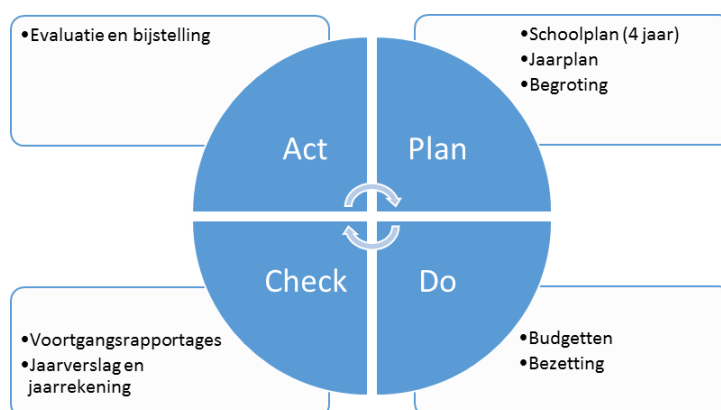 •Evaluatie en bijstelling
•Schoolplan (4 jaar)
•Jaarplan
•Begroting
Act
Plan
Check
Do
•Voortgangsrapportages
•Jaarverslag en
jaarrekening
•Budgetten
•Bezetting